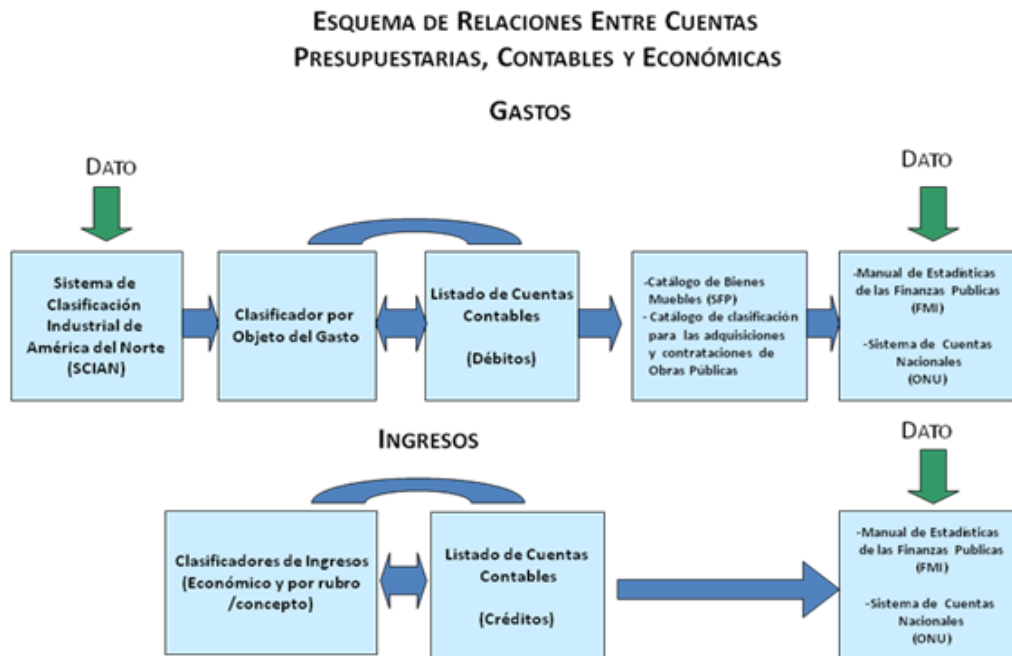 ESQUEMA DE RELACIONES ENTRE CUENTAS
PRESUPUESTARIAS, CONTABLES Y ECONÓMICAS
GASTOS
DATO
DATO
Sistema de
Clasificación
Industrial de
América del Norte
(SCIAN)
Clasificador por
Objeto del Gasto
Listado de Cuentas
Contables
(Débitos)
-Catálogo de Bienes
Muebles (SFP)
- Catálogo de clasificación
para las adquisiciones
y contrataciones de
Obras Públicas
-Manual de Estadísticas
de las Finanzas Publicas
(FMI)
-Sistema de Cuentas
Nacionales
(ONU)
INGRESOS
DATO
Clasificadores de Ingresos
(Económico y por rubro
/concepto)
Listado de Cuentas
Contables
(Créditos)
-Manual de Estadísticas
de las Finanzas Publicas
(FMI)
-Sistema de Cuentas
Nacionales
(ONU)